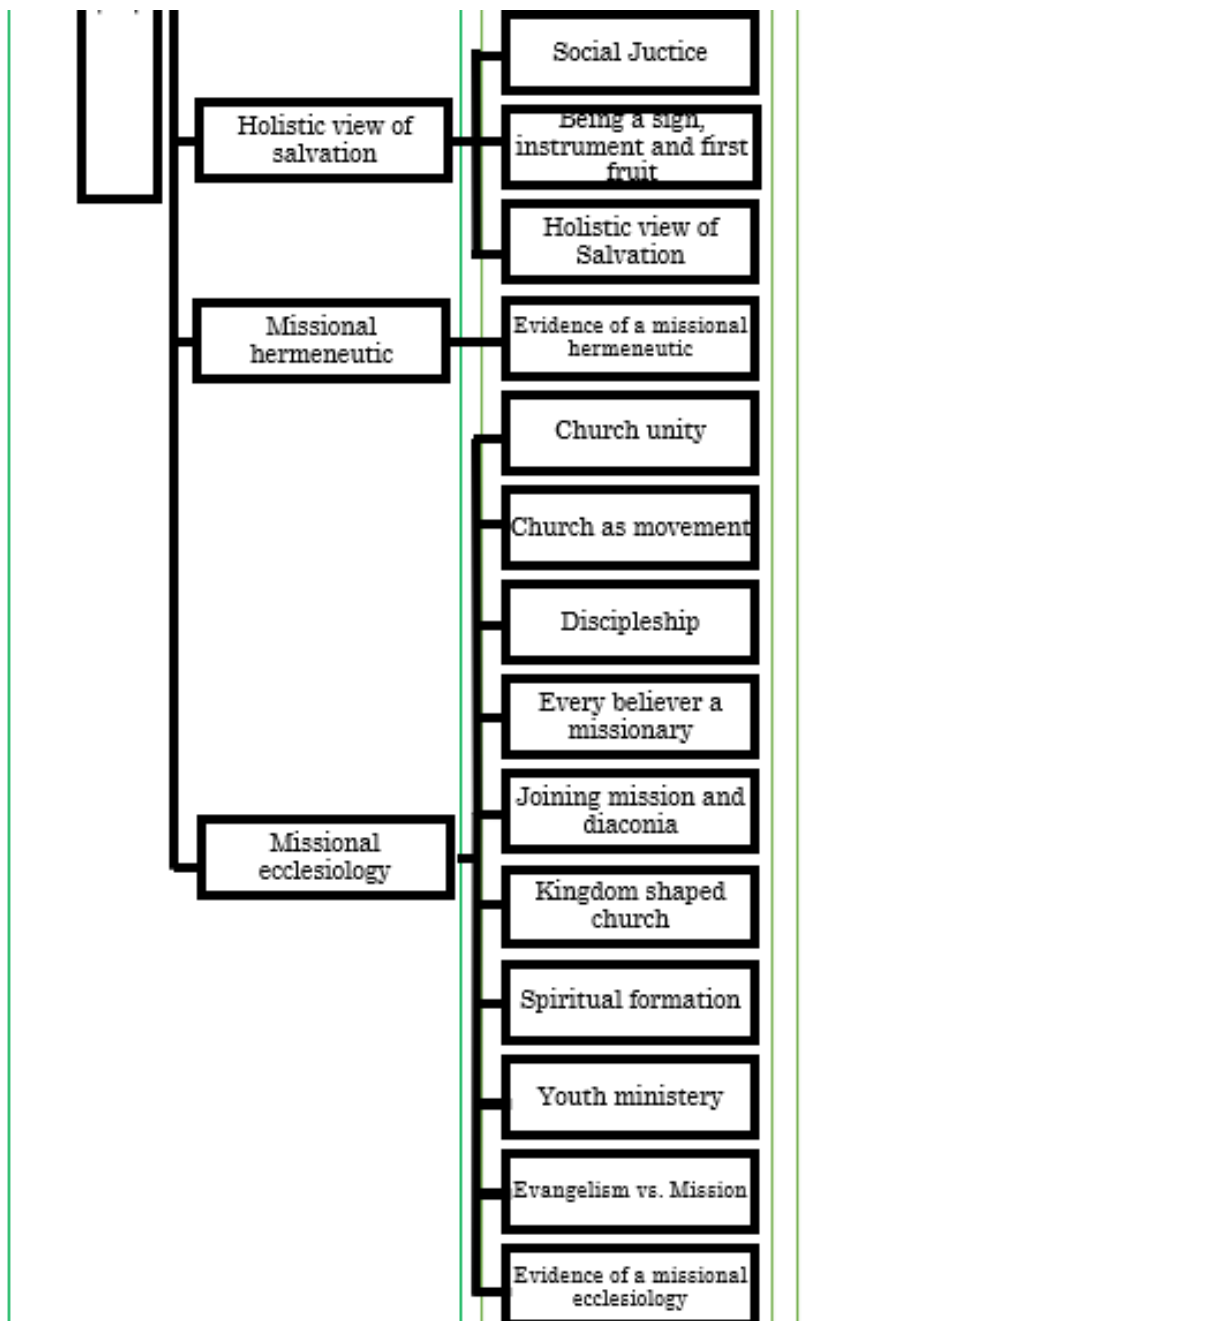 Social Juctice
Holistic view of
salvation
Being a sign,
instrument and first
fruit
Holistic view of
Salvation
Missional
hermeneutic
Evidence of a missional
hermeneutic
Church unity
Church as movement
Discipleship
Every believer a
missionary
Joining mission and
diaconia
Missional
ecclesiology
Kingdom shaped
church
Spiritual formation
Youth ministery
Evangelism vs. Mission
Evidence of a missional
ecclesiology